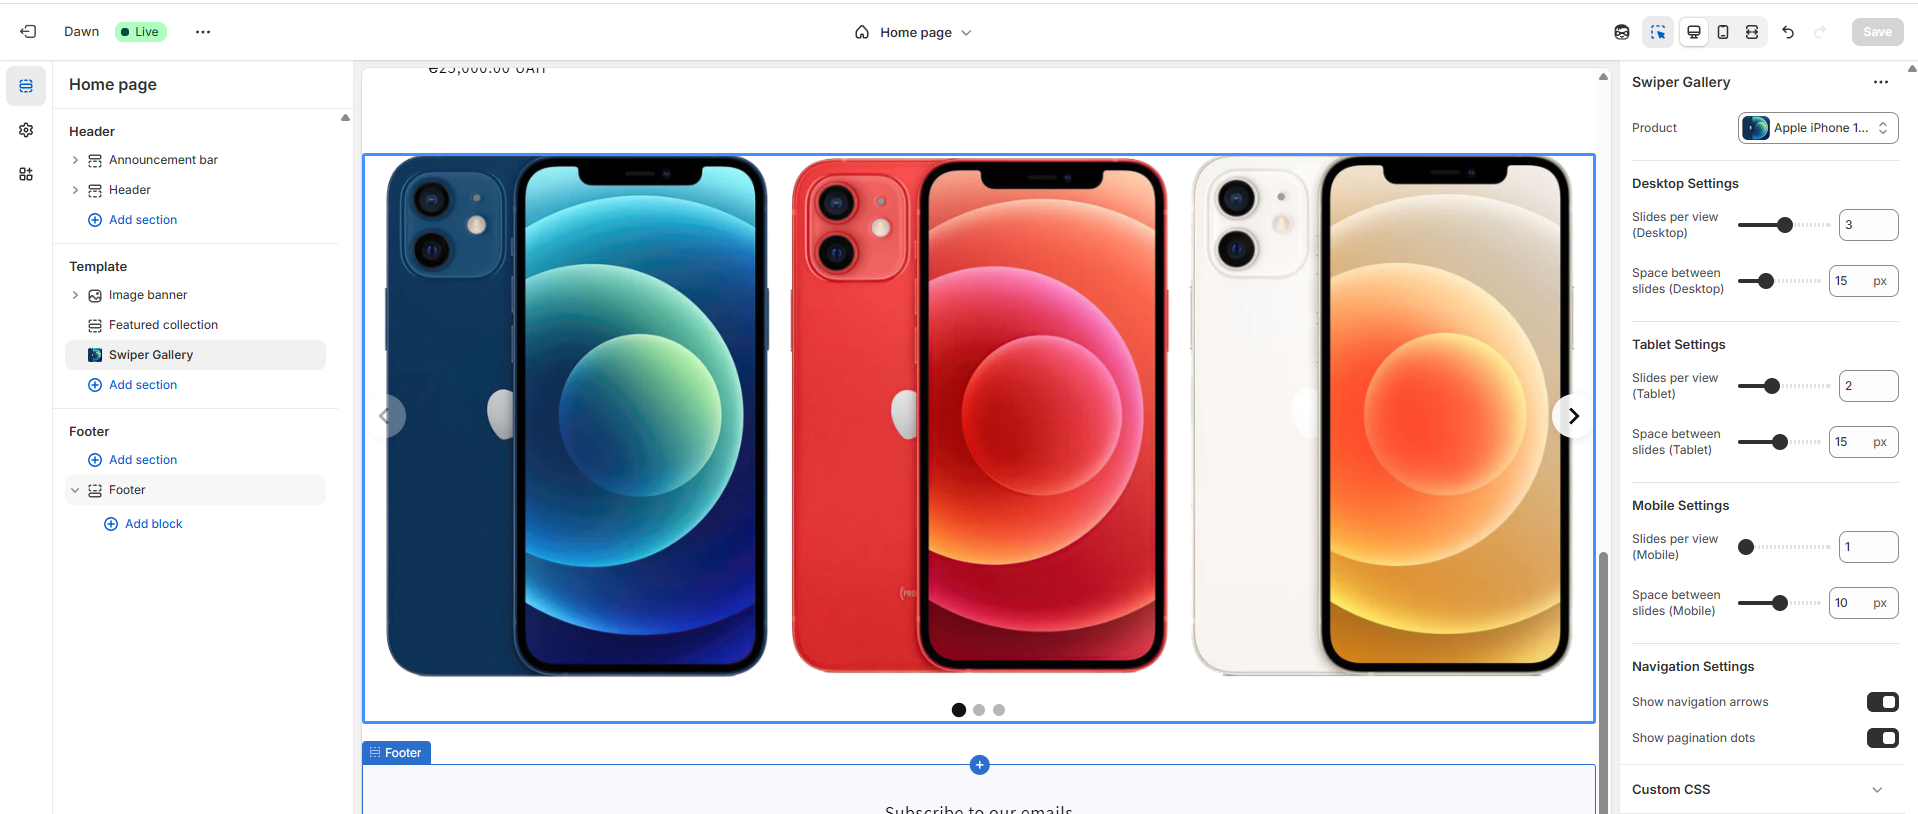 Dawn
Live
Home page
Save
Home page
Header
Announcement bar
Header
Add section
Template
Image banner
Featured collection
Swiper Gallery
Add section
Footer
Add section
Footer
Add block
₴25,000.00 UAH
Footer
Subscribe to our emails
Swiper Gallery
Product
Apple iPhone 1...
Desktop Settings
Slides per view
(Desktop)
3
Space between
slides (Desktop)
15 px
Tablet Settings
Slides per view
(Tablet)
2
Space between
slides (Tablet)
15 px
Mobile Settings
Slides per view
(Mobile)
1
Space between
slides (Mobile)
10 px
Navigation Settings
Show navigation arrows
Show pagination dots
Custom CSS